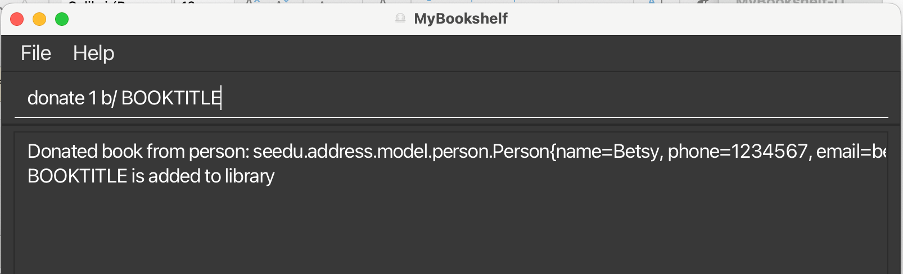 MyBookshelf
File Help
donate 1 b/ BOOKTITLE
Donated book from person: seedu.address.model.person.Person{name=Betsy, phone=1234567, email=be
BOOKTITLE is added to library